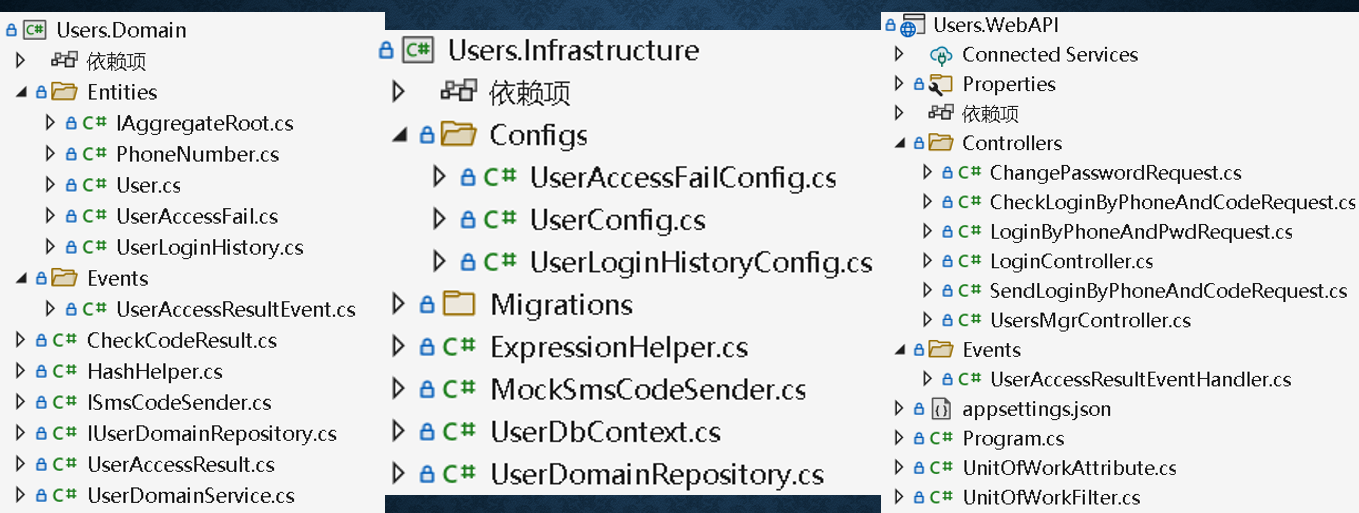 Users.Domain
依赖项
Entities
IAggregateRoot.cs
PhoneNumber.cs
User.cs
UserAccessFail.cs
UserLoginHistory.cs
Events
UserAccessResultEvent.cs
CheckCodeResult.cs
HashHelper.cs
ISmsCodeSender.cs
IUserDomainRepository.cs
UserAccessResult.cs
UserDomainService.cs
Users.Infrastructure
依赖项
Configs
UserAccessFailConfig.cs
UserConfig.cs
UserLoginHistoryConfig.cs
Migrations
ExpressionHelper.cs
MockSmsCodeSender.cs
UserDbContext.cs
UserDomainRepository.cs
Users.WebAPI
Connected Services
Properties
依赖项
Controllers
ChangePasswordRequest.cs
CheckLoginByPhoneAndCodeRequest.cs
LoginByPhoneAndPwdRequest.cs
LoginController.cs
SendLoginByPhoneAndCodeRequest.cs
UsersMgrController.cs
Events
UserAccessResultEventHandler.cs
appsettings.json
Program.cs
UnitOfWorkAttribute.cs
UnitOfWorkFilter.cs